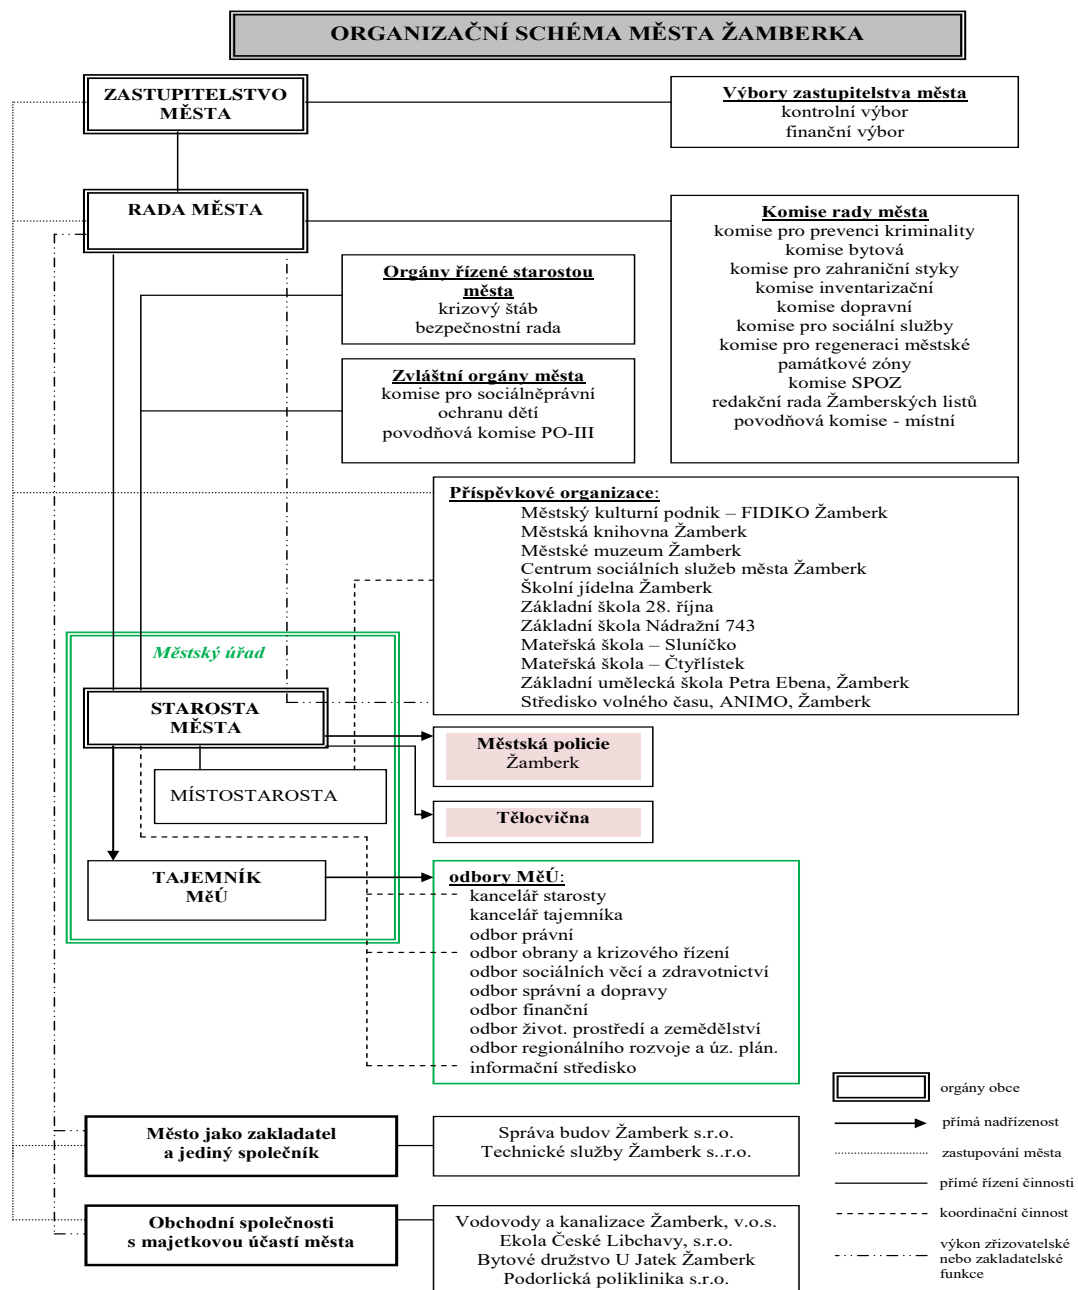 ORGANIZAČNÍ SCHÉMA MĚSTA ŽAMBERKA
ZASTUPITELSTVO
MĚSTA
Výbory zastupitelstva města
kontrolní výbor
finanční výbor
RADA MĚSTA
Komise rady města
komise pro prevenci kriminality
komise bytová
komise pro zahraniční styky
komise inventarizační
komise dopravní
komise pro sociální služby
komise pro regeneraci městské
památkové zóny
komise SPOZ
redakční rada Žamberských listů
povodňová komise - místní
Orgány řízené starostou
města
krizový štáb
bezpečnostní rada
Zvláštní orgány města
komise pro sociálněprávní
ochranu dětí
povodňová komise PO-III
Příspěvkové organizace:
Městský kulturní podnik – FIDIKO Žamberk
Městská knihovna Žamberk
Městské muzeum Žamberk
Centrum sociálních služeb města Žamberk
Školní jídelna Žamberk
Základní škola 28. října
Základní škola Nádražní 743
Mateřská škola – Sluníčko
Mateřská škola – Čtyřlístek
Základní umělecká škola Petra Ebena, Žamberk
Středisko volného času, ANIMO, Žamberk
Městský úřad
STAROSTA
MĚSTA
MÍSTOSTAROSTA
TAJEMNÍK
MěÚ
Městská policie
Žamberk
Tělocvična
odbory MěÚ:
kancelář starosty
kancelář tajemníka
odbor právní
odbor obrany a krizového řízení
odbor sociálních věcí a zdravotnictví
odbor správní a dopravy
odbor finanční
odbor život. prostředí a zemědělství
odbor regionálního rozvoje a úz. plán.
informační středisko
Město jako zakladatel
a jediný společník
Správa budov Žamberk s.r.o.
Technické služby Žamberk s..r.o.
Obchodní společnosti
s majetkovou účastí města
Vodovody a kanalizace Žamberk, v.o.s.
Ekola České Libchavy, s.r.o.
Bytové družstvo U Jatek Žamberk
Podorlická poliklinika s.r.o.
orgány obce
přímá nadřízenost
zastupování města
přímé řízení činnosti
koordinační činnost
výkon zřizovatelské
nebo zakladatelské
funkce